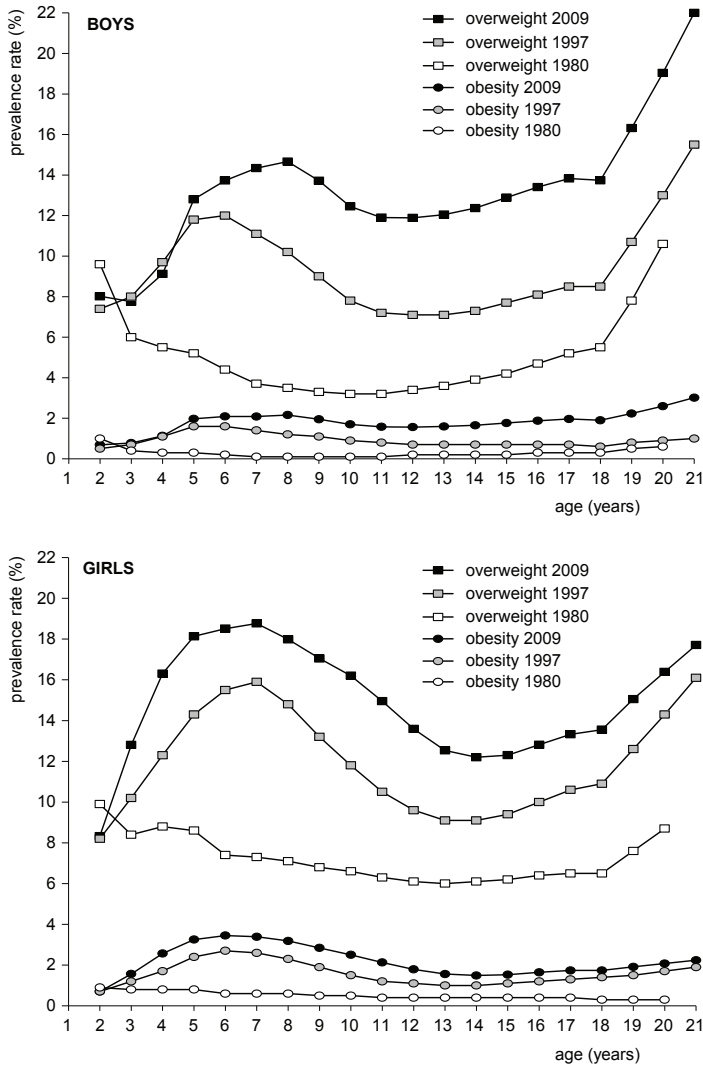 22
20
18
16
14
12
10
8
6
4
2
0
prevalence rate (%)
BOYS
overweight 2009
overweight 1997
overweight 1980
obesity 2009
obesity 1997
obesity 1980
1 2 3 4 5 6 7 8 9 10 11 12 13 14 15 16 17 18 19 20 21
age (years)
22
20
18
16
14
12
10
8
6
4
2
0
prevalence rate (%)
GIRLS
overweight 2009
overweight 1997
overweight 1980
obesity 2009
obesity 1997
obesity 1980
1 2 3 4 5 6 7 8 9 10 11 12 13 14 15 16 17 18 19 20 21
age (years)